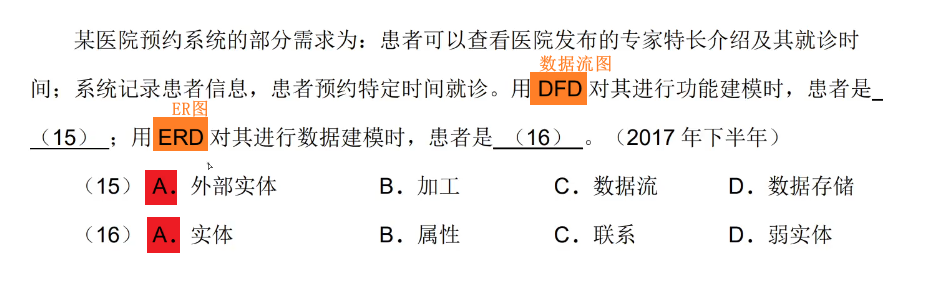 某医院预约系统的部分需求为：患者可以查看医院发布的专家特长介绍及其就诊时
数据流图
间；系统记录患者信息，患者预约特定时间就诊。用 DFD 对其进行功能建模时，患者是
ER图
（15）；用 ERD 对其进行数据建模时，患者是 （16） 。（2017 年下半年）
（15）A．外部实体 B．加工 C．数据流 D．数据存储
（16）A．实体 B．属性 C．联系 D．弱实体